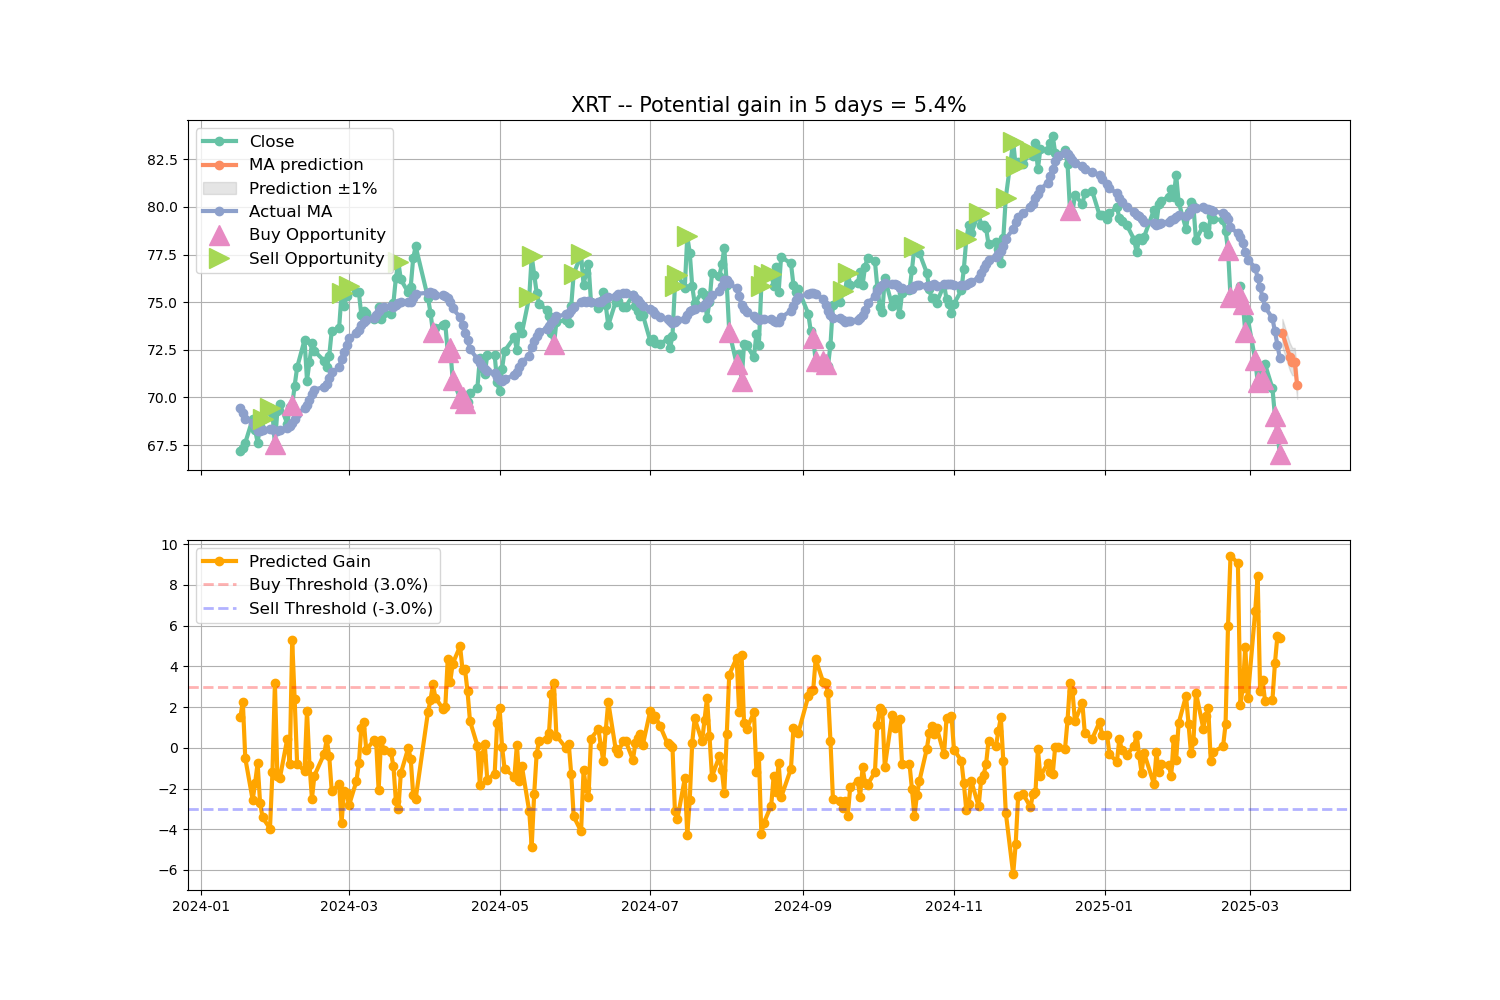 XRT -- Potential gain in 5 days = 5.4%
Close
MA prediction
Prediction ±1%
Actual MA
Buy Opportunity
Sell Opportunity
82.5
80.0
77.5
75.0
72.5
70.0
67.5
Predicted Gain
Buy Threshold (3.0%)
Sell Threshold (-3.0%)
10
8
6
4
2
0
−2
−4
−6
2024-01
2024-03
2024-05
2024-07
2024-09
2024-11
2025-01
2025-03